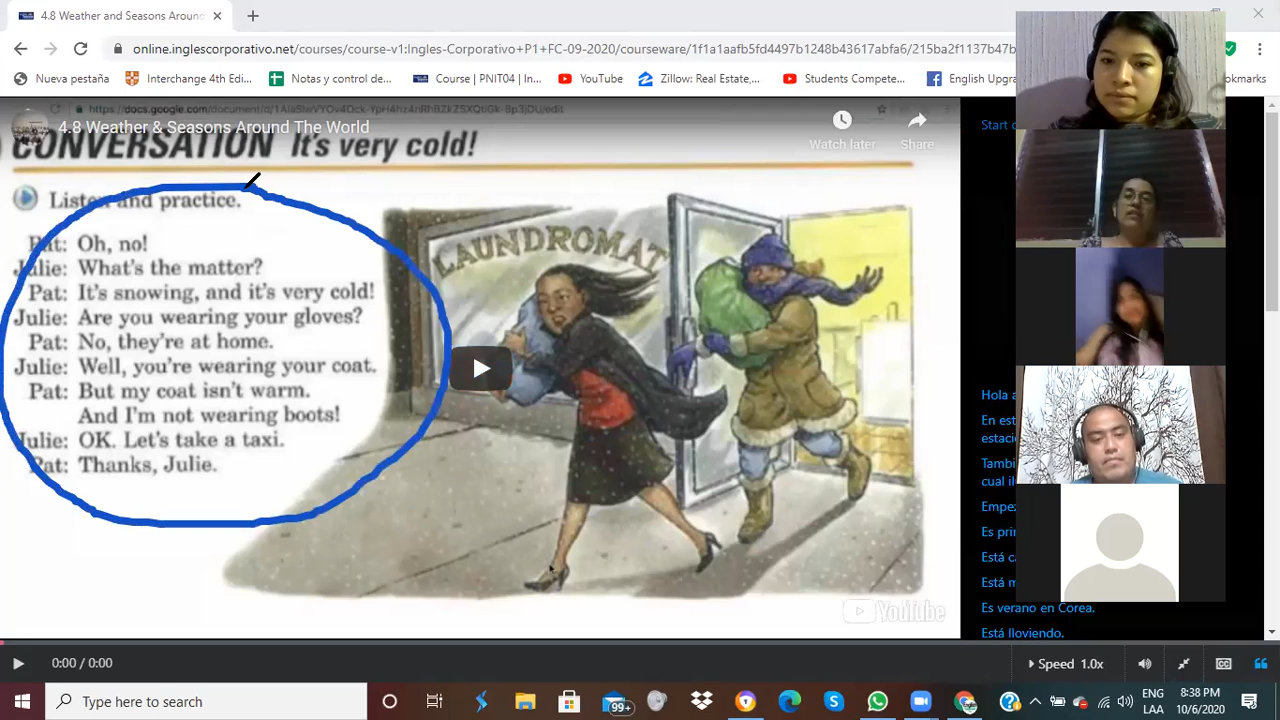 4.8 Weather and Seasons Aroun
online.inglescorporativo.net/courses/course-v1:Ingles-Corporativo+P1+FC-09-2020/courseware/1f1a1aafb5fd4497b1248b43617abfa6/215ba2f1137b47b
Nueva pestaña
Interchange 4th Edi...
Notas y control de...
Course | PNIT04 | In...
YouTube
Zillow: Real Estate,...
Students Compete...
English Upgra
okmarks
4.8 Weather & Seasons Around The World
Watch later
Share
CONVERSATION It's very cold!
Listen and practice.
Pat: Oh, no!
Julie: What's the matter?
Pat: It's snowing, and it's very cold!
Julie: Are you wearing your gloves?
Pat: No, they're at home.
Julie: Well, you're wearing your coat.
Pat: But my coat isn't warm.
And I'm not wearing boots!
Julie: OK. Let's take a taxi.
Pat: Thanks, Julie.
LAUNDROMAT
YouTube
Start
Hola
En est
estació
Tambi
cual il
Empez
Es prin
Está c
Está m
Es verano en Corea.
Está lloviendo.
0:00 / 0:00
Speed 1.0x
Type here to search
99+
ENG
LAA
8:38 PM
10/6/2020